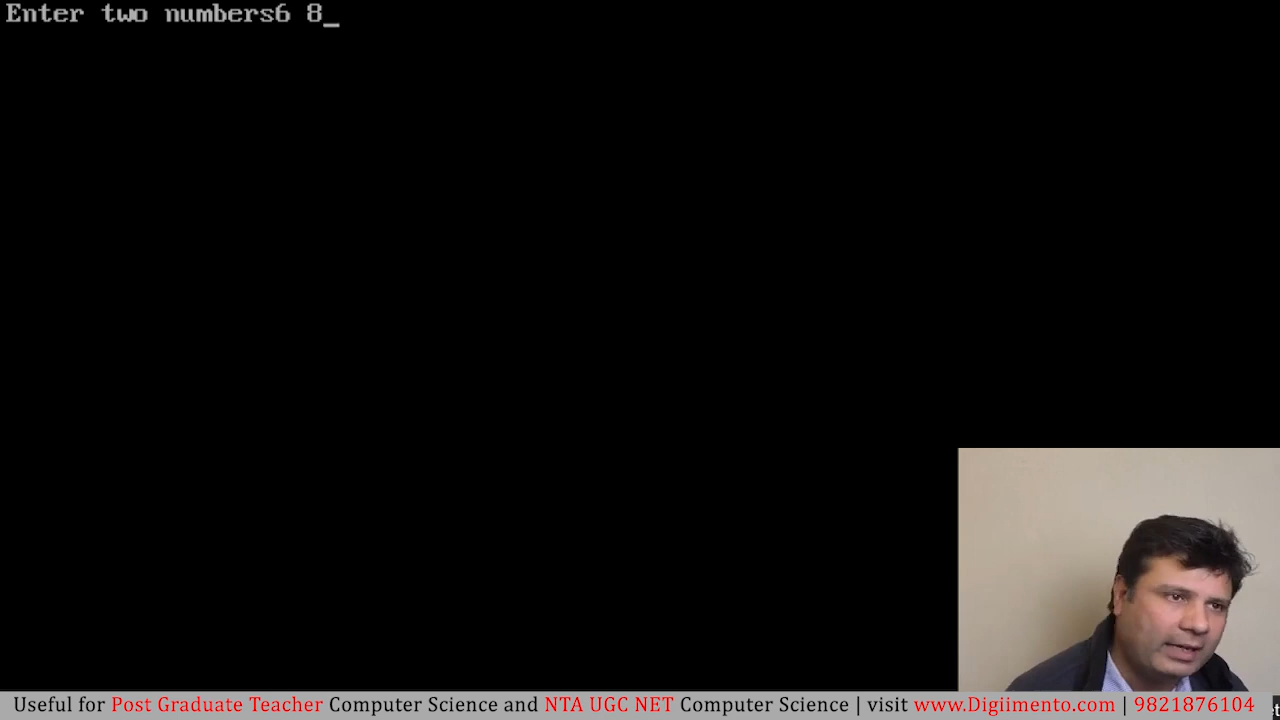 Enter two numbers6 8_
Useful for Post Graduate Teacher Computer Science and NTA UGC NET Computer Science | visit www.Digiimento.com | 9821876104